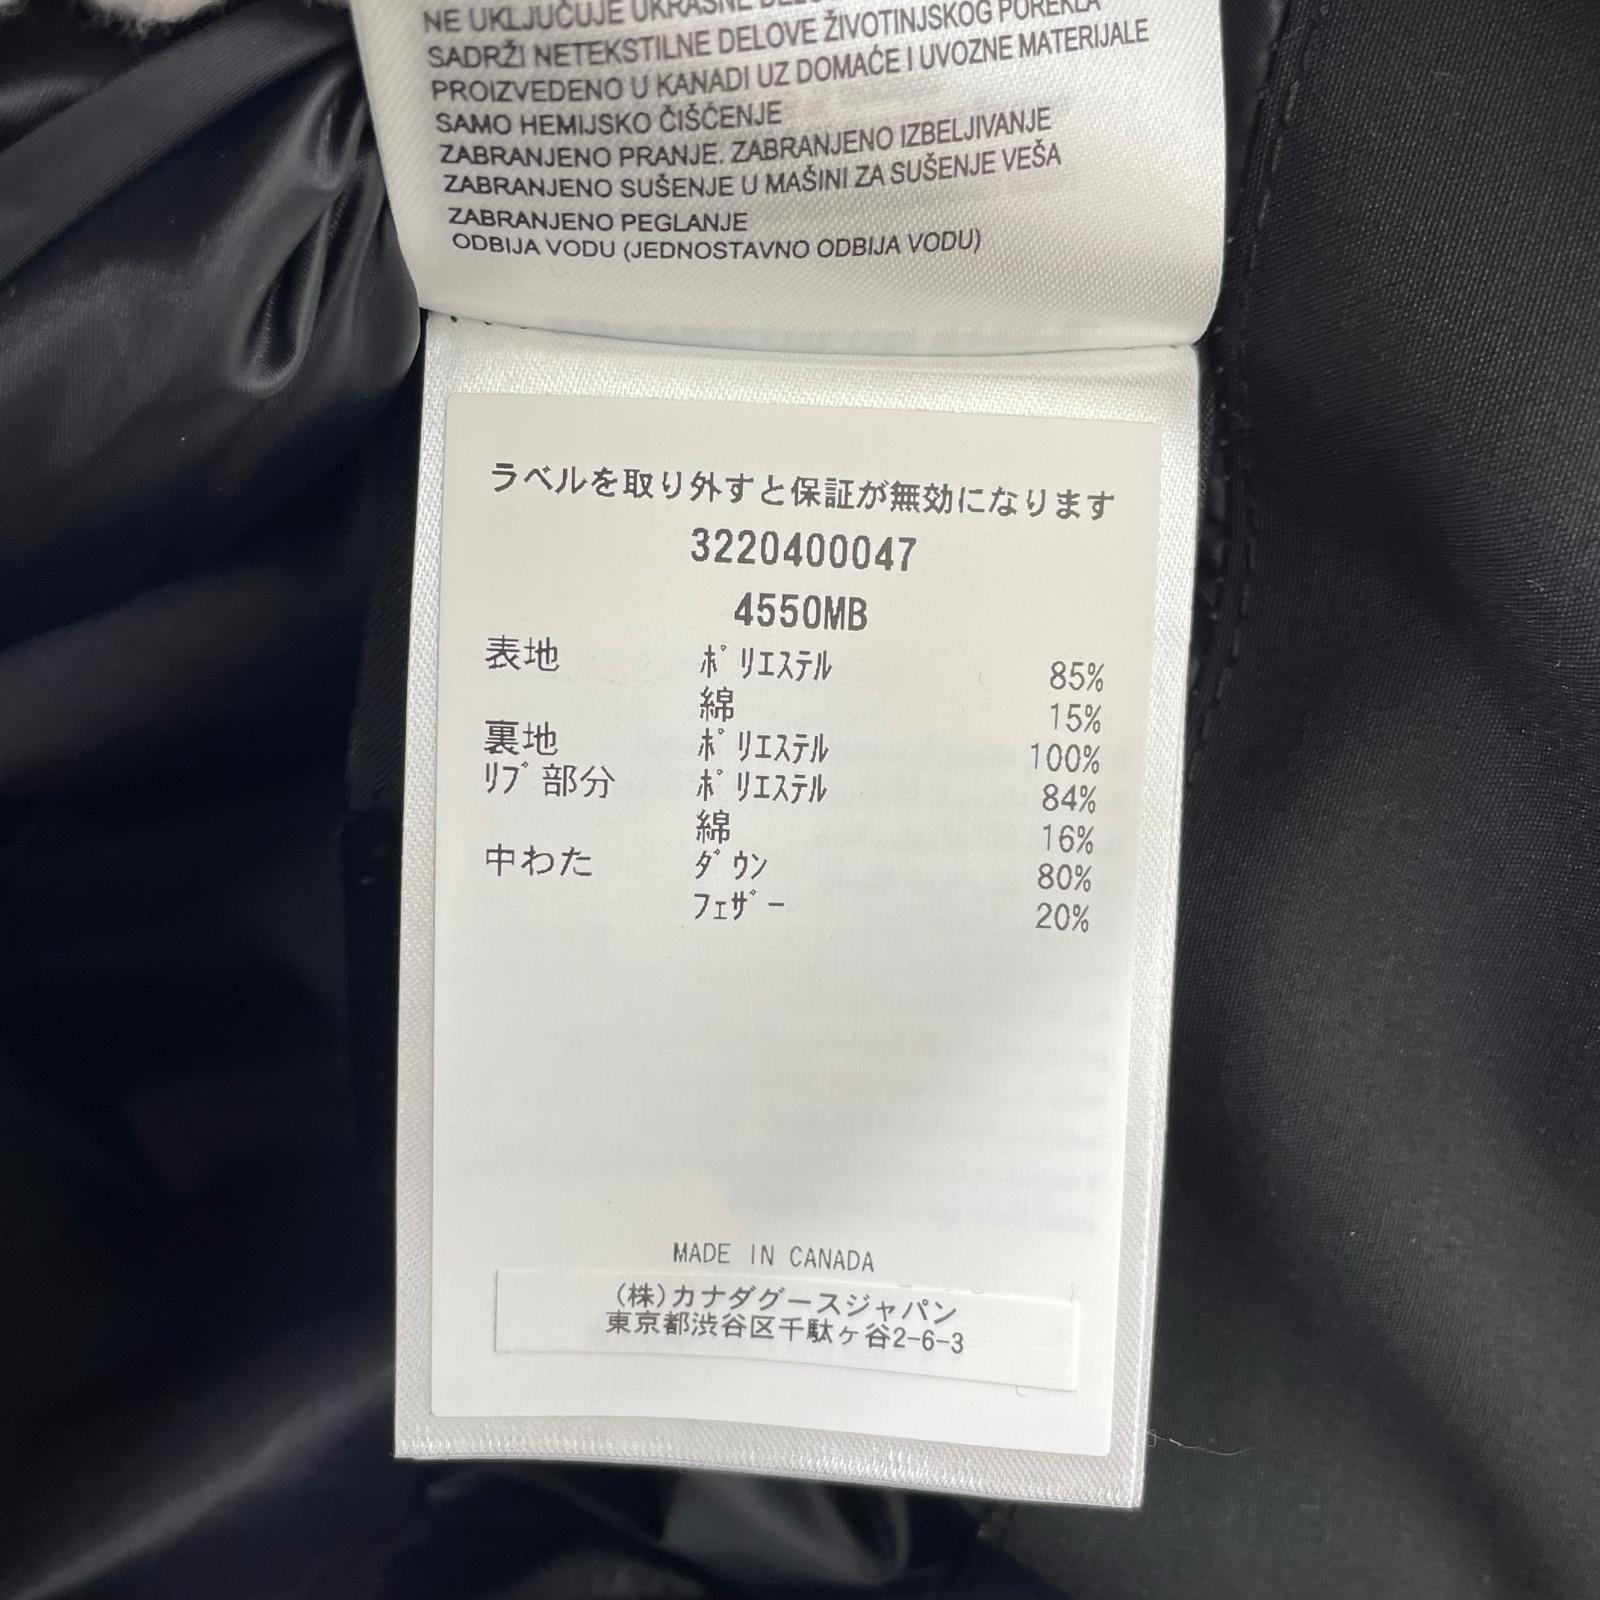 NE UKLJUČUJE UKRASNE
SADRŽI NETEKSTILNE DELOVE ŽIVOTINJSKOG POREKLA
PROIZVEDENO U KANADI UZ DOMAĆE I UVOZNE MATERIJALE
SAMO HEMIJSKO ČIŠĆENJE
ZABRANJENO PRANJE. ZABRANJENO IZBELJIVANJE
ZABRANJENO SUŠENJE U MAŠINI ZA SUŠENJE VEŠA
ZABRANJENO PEGLANJE
ODBIJA VODU (JEDNOSTAVNO ODBIJA VODU)
ラベルを取り外すと保証が無効になります
3220400047
4550MB
表地 ﾎﾟﾘｴｽﾃﾙ 85%
綿 15%
裏地 ﾎﾟﾘｴｽﾃﾙ 100%
ﾘﾌﾞ部分 ﾎﾟﾘｴｽﾃﾙ 84%
綿 16%
中わた ﾀﾞｳﾝ 80%
ﾌｪｻﾞｰ 20%
MADE IN CANADA
(株)カナダグースジャパン
東京都渋谷区千駄ヶ谷2-6-3